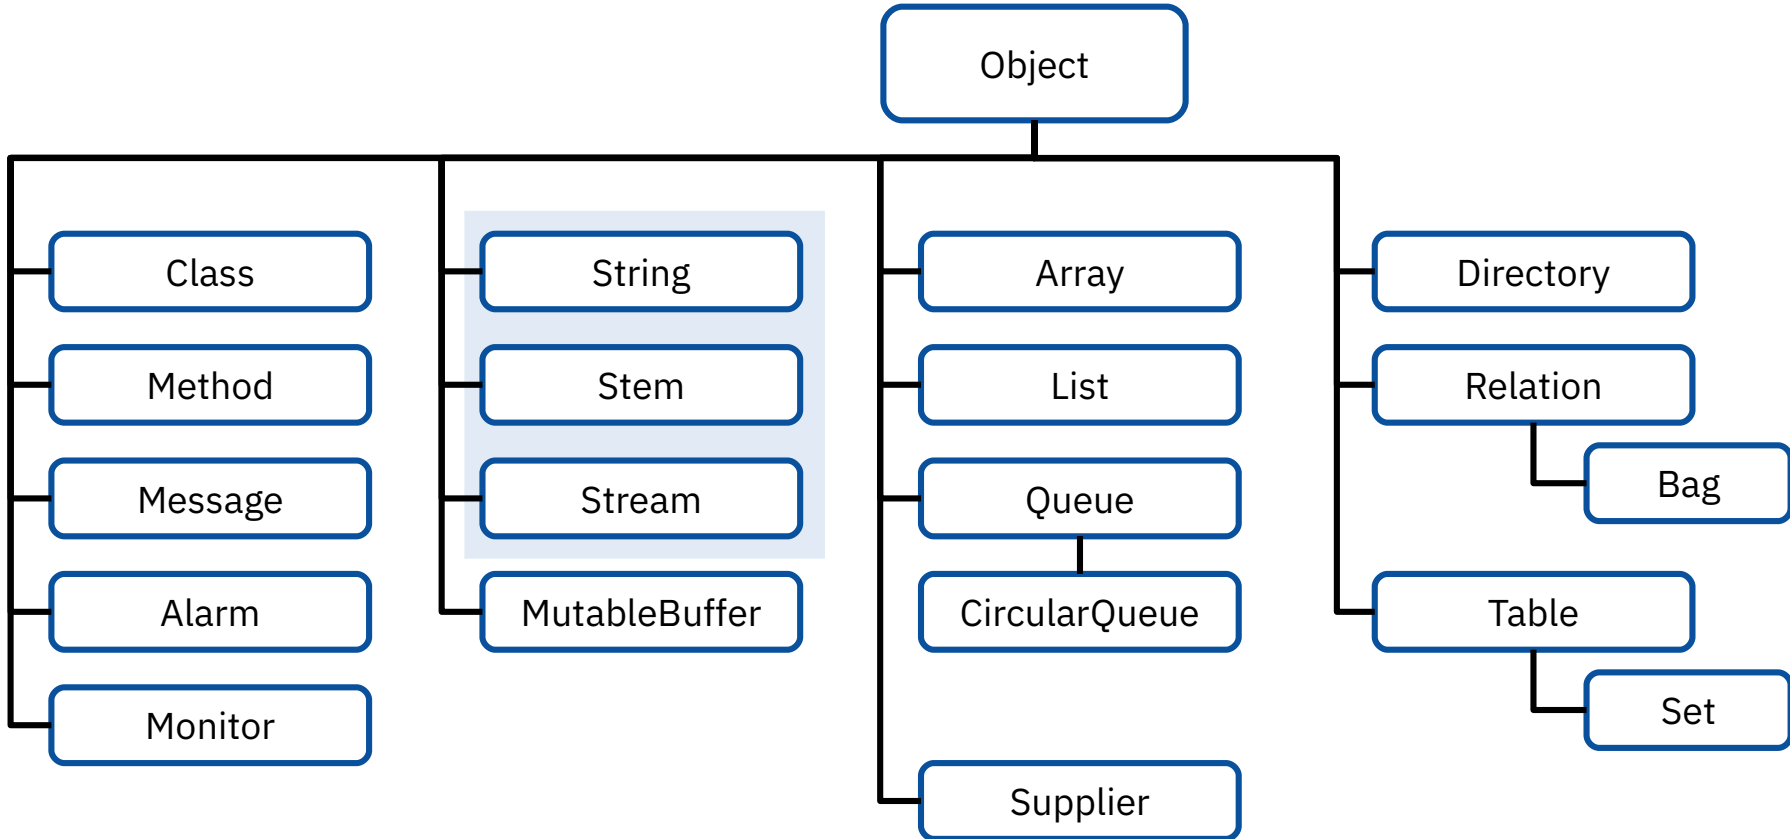 Object
Class
String
Array
Directory
Method
Stem
List
Relation
Bag
Message
Stream
Queue
Alarm
MutableBuffer
CircularQueue
Table
Set
Monitor
Supplier